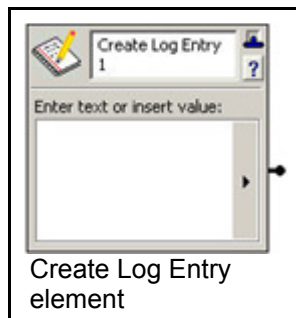 Create Log Entry
1
?
Enter text or insert value:
Create Log Entry
element